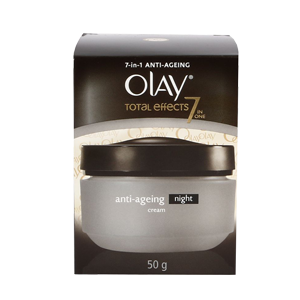 7-in-1 ANTI-AGEING
OLAY
TOTAL effects 7 IN ONE
anti-ageing night
cream
50 g